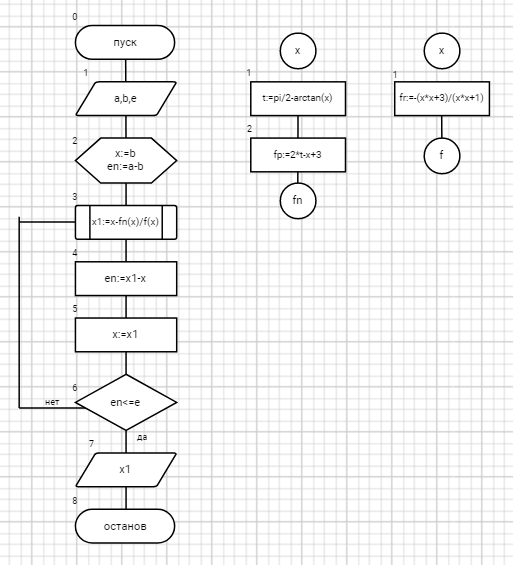 0
пуск
1
a,b,e
2
x:=b
en:=a-b
3
x1:=x-fn(x)/f(x)
4
en:=x1-x
5
x:=x1
6
en<=e
нет
да
7
x1
8
останов
x
1
t:=pi/2-arctan(x)
2
fp:=2*t-x+3
fn
x
1
fr:=-(x*x+3)/(x*x+1)
f